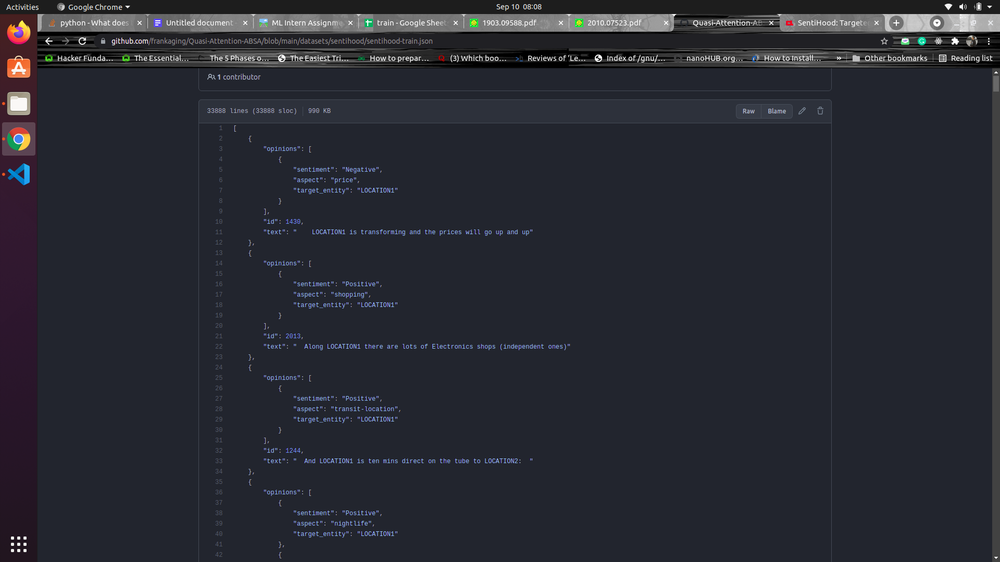 Activities
Google Chrome
Sep 10 08:08
python - What does
Untitled document -
ML Intern Assignme
train - Google Sheet
1903.09588.pdf
2010.07523.pdf
Quasi-Attention-AB
SentiHood: Targete
github.com/frankaging/Quasi-Attention-ABSA/blob/main/datasets/sentihood/sentihood-train.json
Hacker Funda...
The Essential...
The 5 Phases o...
The Easiest Tri...
How to prepar...
(3) Which boo...
Reviews of 'Le...
Index of /gnu/...
nanoHUB.org...
How to Install...
»
Other bookmarks
Reading list
1 contributor
33888 lines (33888 sloc)
990 KB
Raw
Blame
1 [
2 {
3 "opinions": [
4 {
5 "sentiment": "Negative",
6 "aspect": "price",
7 "target_entity": "LOCATION1"
8 }
9 ],
10 "id": 1430,
11 "text": "    LOCATION1 is transforming and the prices will go up and up"
12 },
13 {
14 "opinions": [
15 {
16 "sentiment": "Positive",
17 "aspect": "shopping",
18 "target_entity": "LOCATION1"
19 }
20 ],
21 "id": 2013,
22 "text": "  Along LOCATION1 there are lots of Electronics shops (independent ones)"
23 },
24 {
25 "opinions": [
26 {
27 "sentiment": "Positive",
28 "aspect": "transit-location",
29 "target_entity": "LOCATION1"
30 }
31 ],
32 "id": 1244,
33 "text": "  And LOCATION1 is ten mins direct on the tube to LOCATION2:  "
34 },
35 {
36 "opinions": [
37 {
38 "sentiment": "Positive",
39 "aspect": "nightlife",
40 "target_entity": "LOCATION1"
41 },
42 {